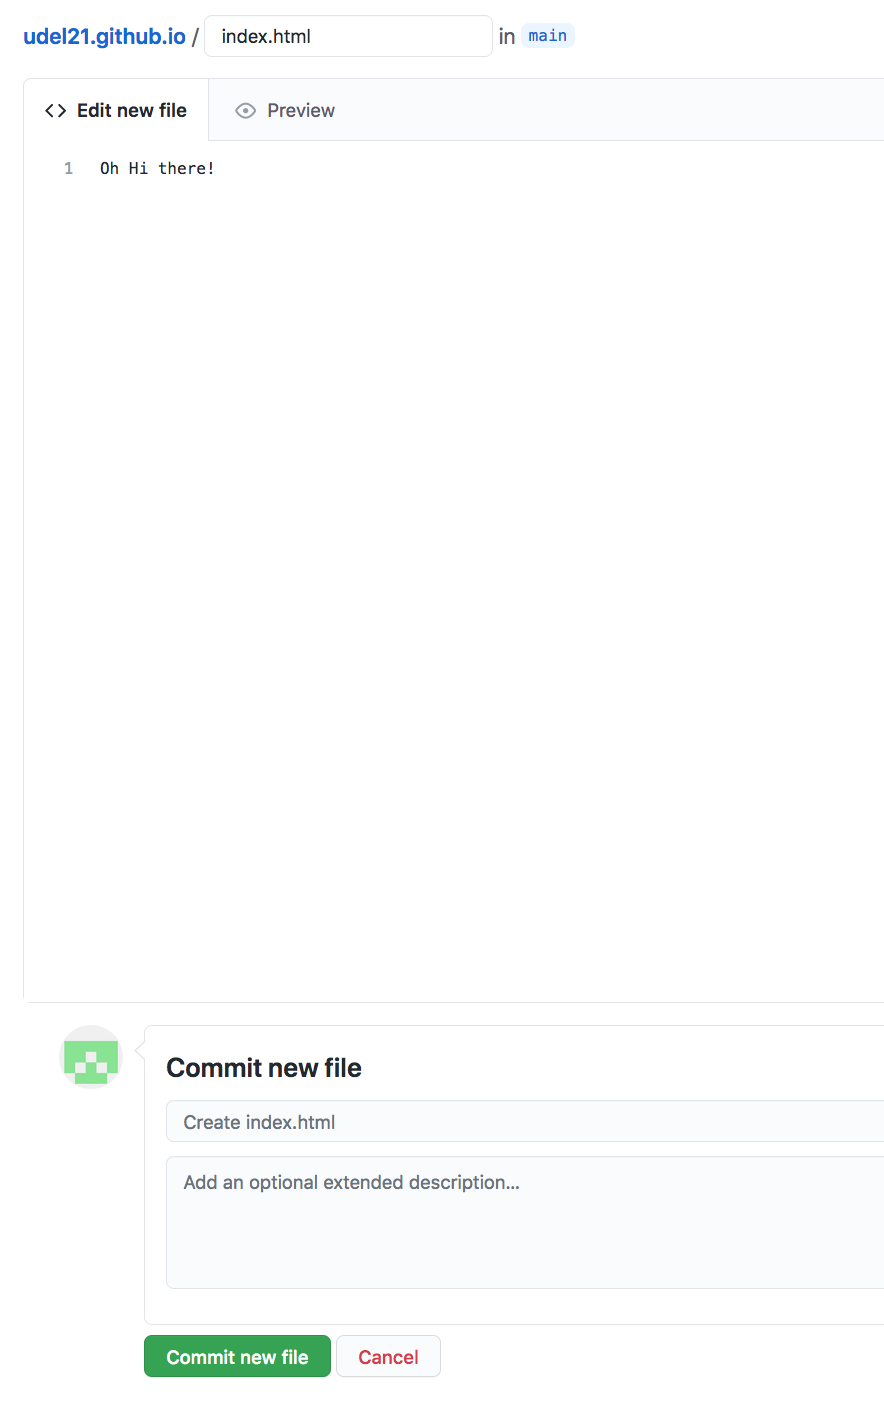 udel21.github.io / index.html in main
<> Edit new file Preview
1 Oh Hi there!
Commit new file
Create index.html
Add an optional extended description...
Commit new file Cancel